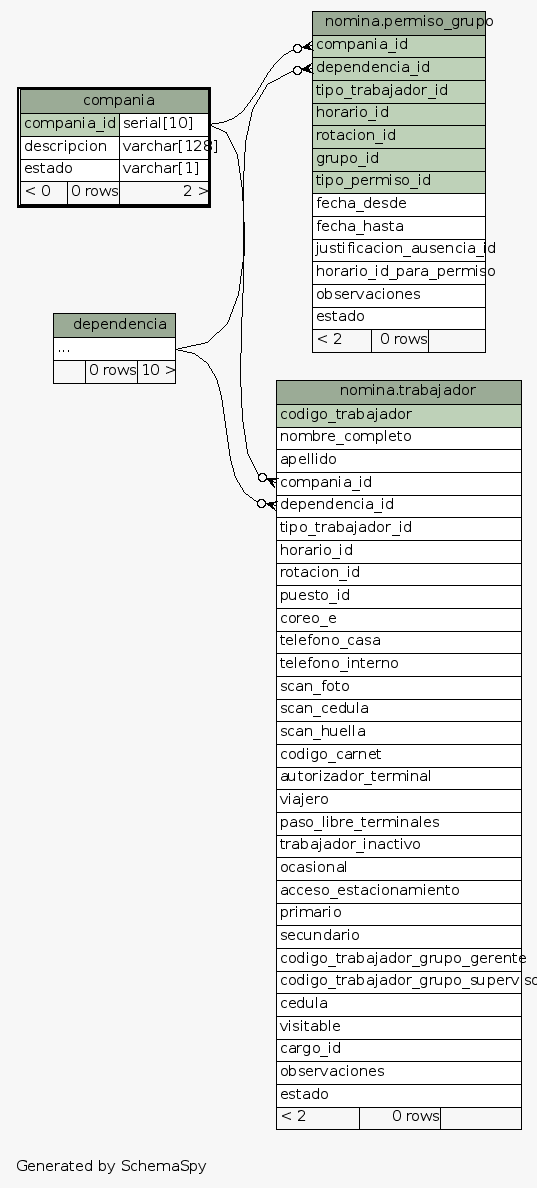 nomina.permiso_grupo
compania_id
dependencia_id
tipo_trabajador_id
horario_id
rotacion_id
grupo_id
tipo_permiso_id
fecha_desde
fecha_hasta
justificacion_ausencia_id
horario_id_para_permiso
observaciones
estado
< 2 0 rows
compania
compania_id serial[10]
descripcion varchar[128]
estado varchar[1]
< 0 0 rows 2 >
dependencia
...
0 rows 10 >
nomina.trabajador
codigo_trabajador
nombre_completo
apellido
compania_id
dependencia_id
tipo_trabajador_id
horario_id
rotacion_id
puesto_id
coreo_e
telefono_casa
telefono_interno
scan_foto
scan_cedula
scan_huella
codigo_carnet
autorizador_terminal
viajero
paso_libre_terminales
trabajador_inactivo
ocasional
acceso_estacionamiento
primario
secundario
codigo_trabajador_grupo_gerente
codigo_trabajador_grupo_superviso
cedula
visitable
cargo_id
observaciones
estado
< 2 0 rows
Generated by SchemaSpy